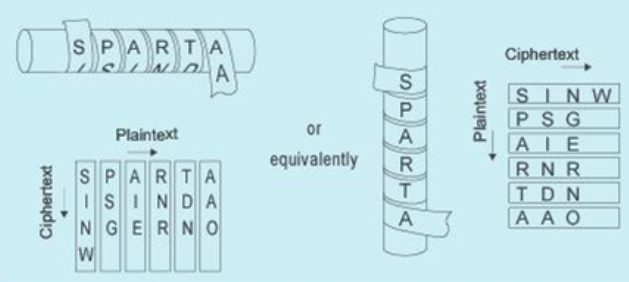 S P A R T A
A
Plaintext
Ciphertext
S P A R T A
I S I N D A
N G E R N O
W
or
equivalently
S
P
A
R
T
A
Ciphertext
Plaintext
S I N W
P S G
A I E
R N R
T D N
A A O